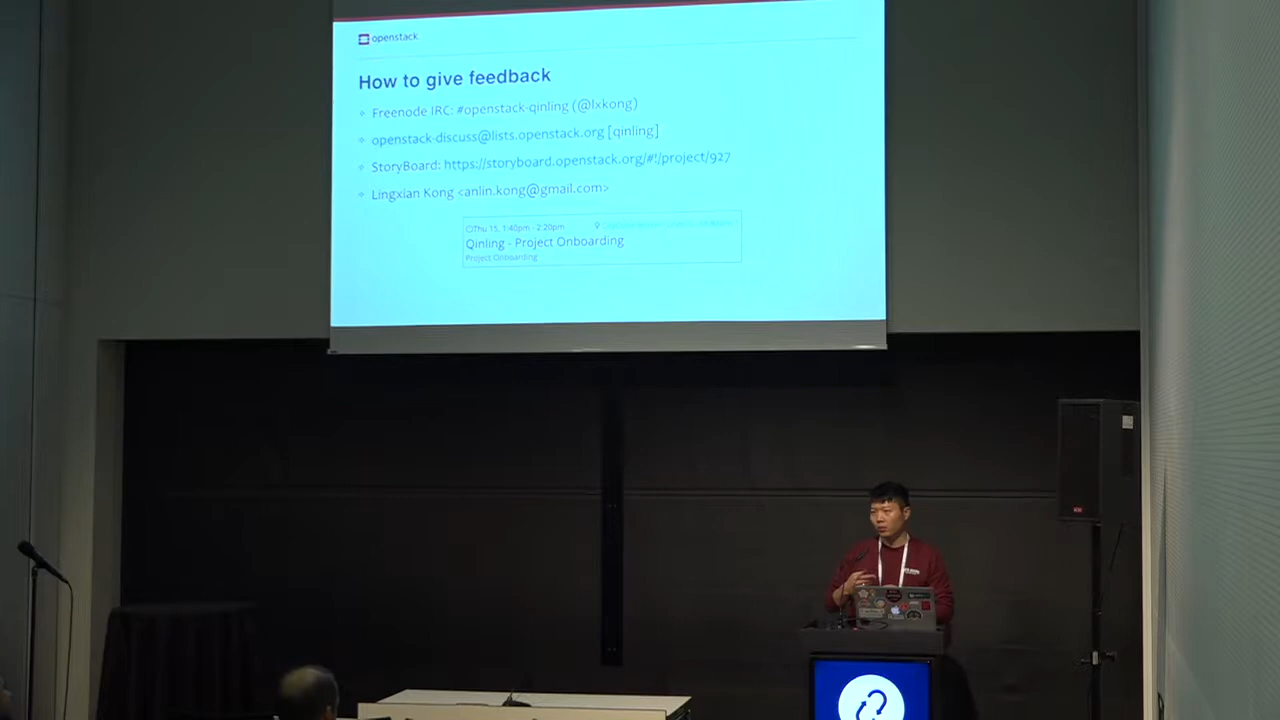 openstack
How to give feedback
Freenode IRC: #openstack-qinling (@lxkong)
openstack-discuss@lists.openstack.org [qinling]
StoryBoard: https://storyboard.openstack.org/#!/project/927
Lingxian Kong <anlin.kong@gmail.com>
Thu 15, 1:40pm - 2:20pm
Qinling - Project Onboarding
Project Onboarding